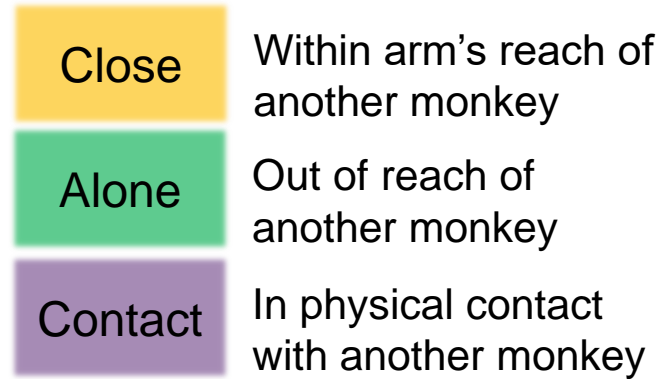 Close
Within arm’s reach of
another monkey
Alone
Out of reach of
another monkey
Contact
In physical contact
with another monkey